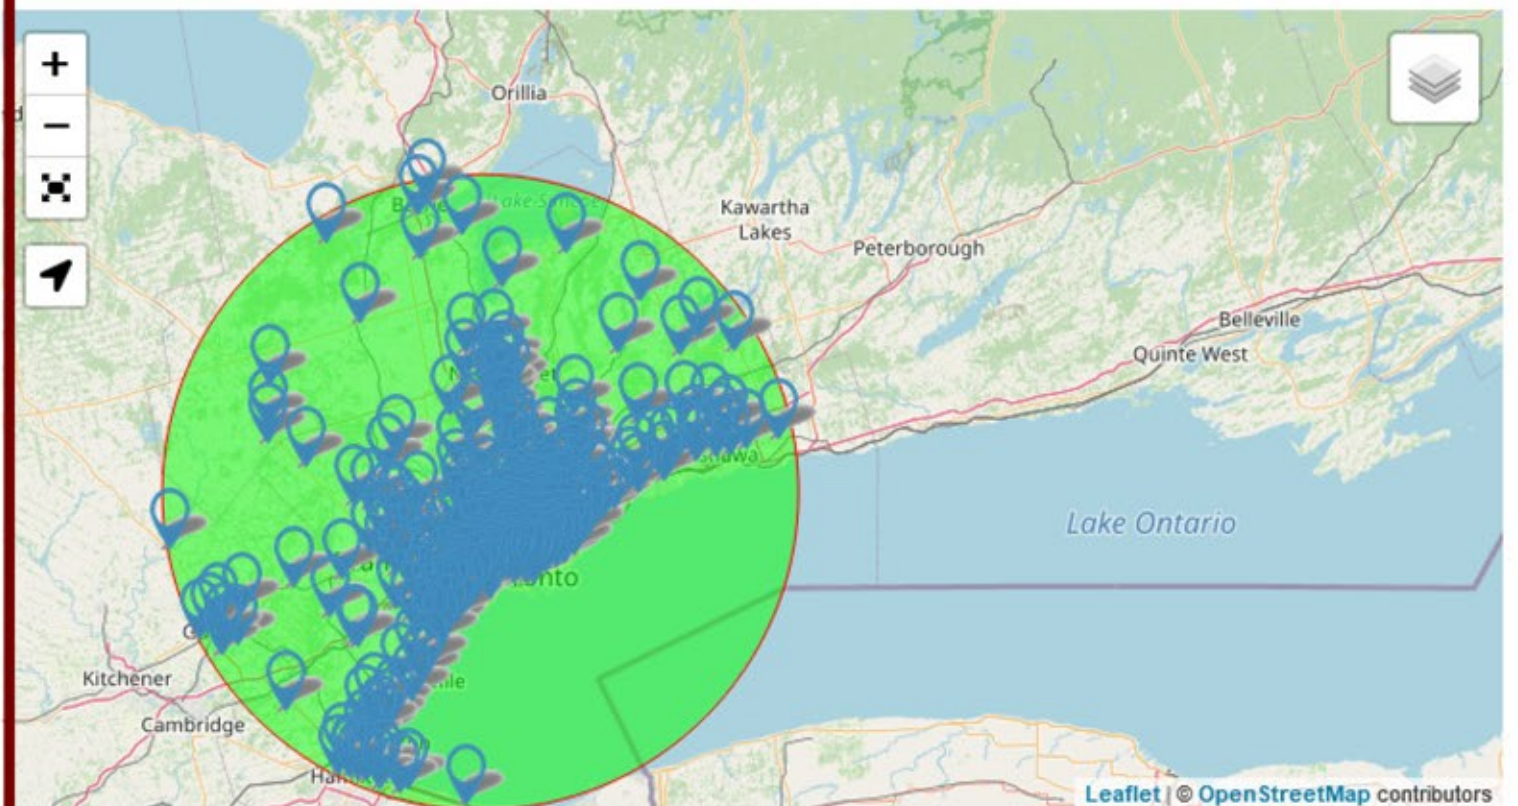 +
Orillia
−
Kawartha
Lakes
Peterborough
Belleville
Quinte West
Lake Ontario
Kitchener
Cambridge
Leaflet | © OpenStreetMap contributors